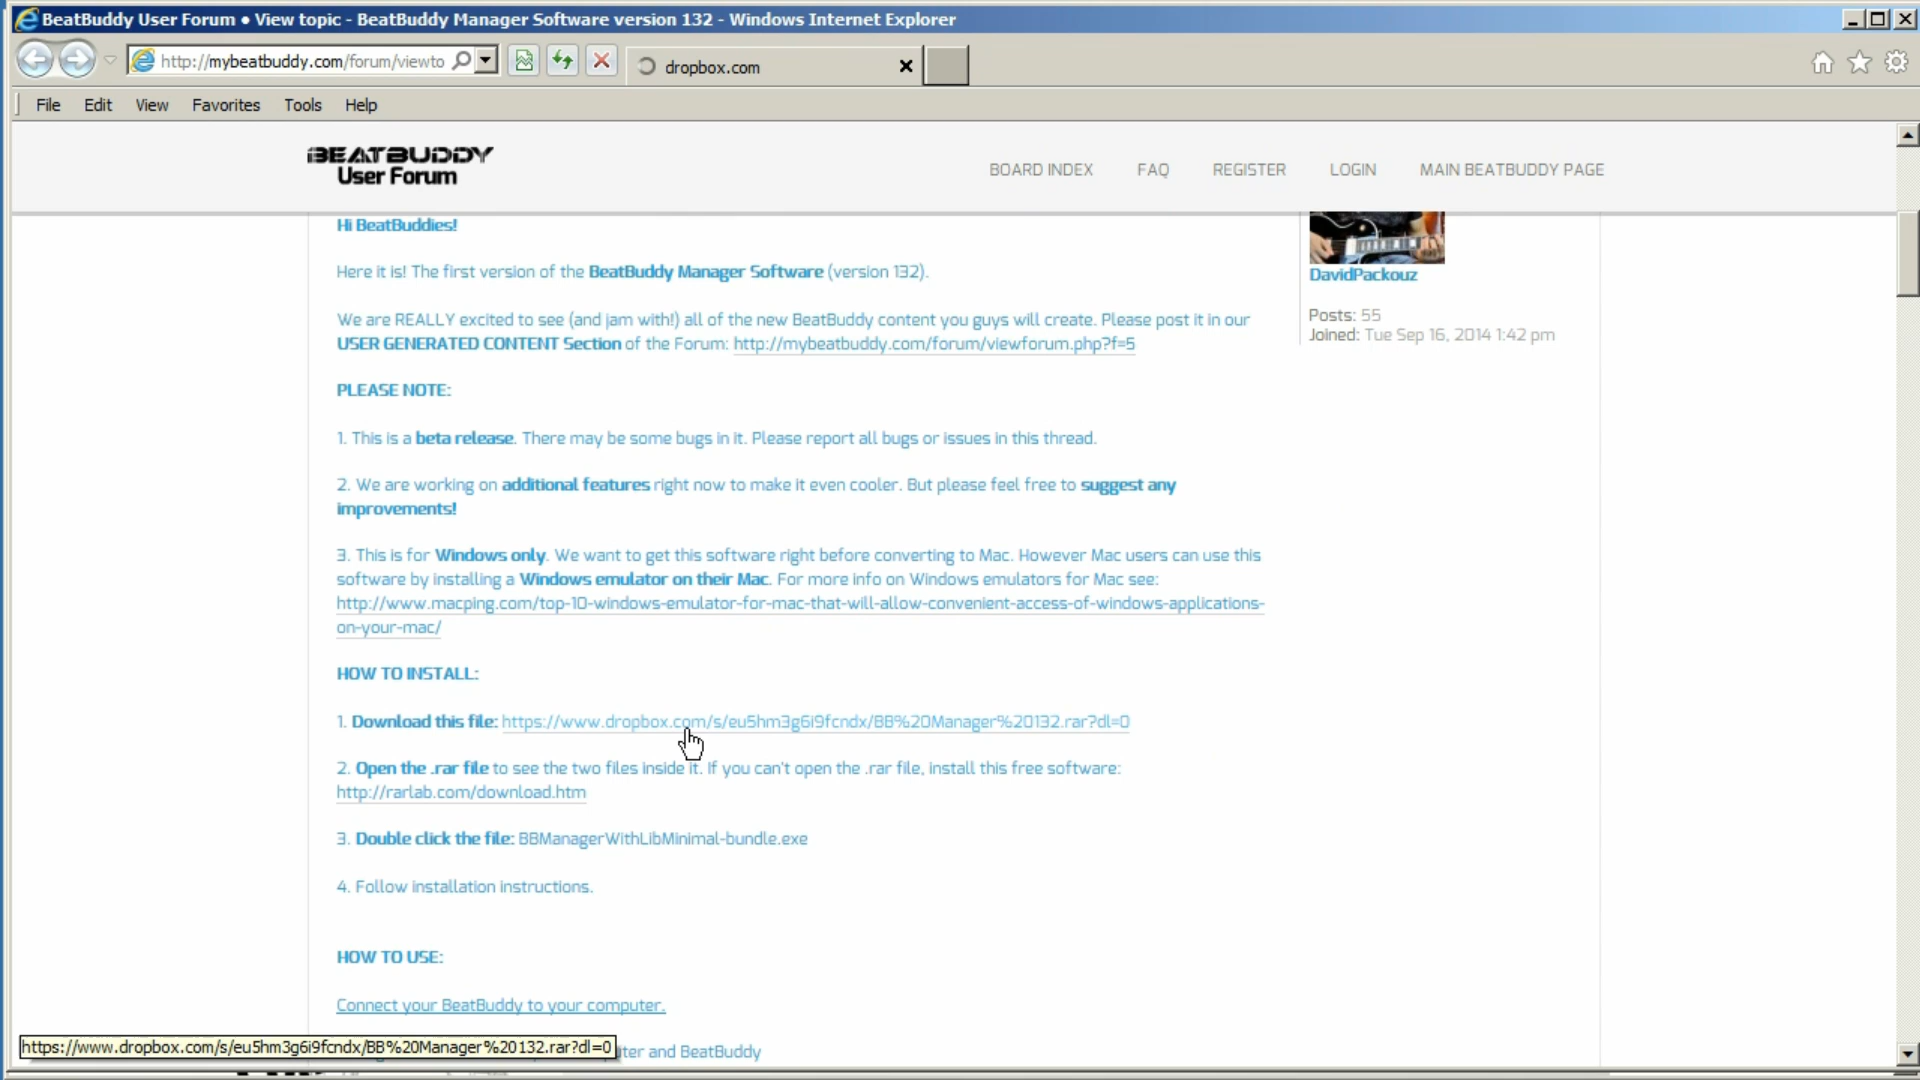 BeatBuddy User Forum • View topic - BeatBuddy Manager Software version 132 - Windows Internet Explorer
http://mybeatbuddy.com/forum/viewto
dropbox.com
File Edit View Favorites Tools Help
BEATBUDDY
User Forum
BOARD INDEX FAQ REGISTER LOGIN MAIN BEATBUDDY PAGE
Hi BeatBuddies!
Here it is! The first version of the BeatBuddy Manager Software (version 132).
We are REALLY excited to see (and jam with!) all of the new BeatBuddy content you guys will create. Please post it in our
USER GENERATED CONTENT Section of the Forum: http://mybeatbuddy.com/forum/viewforum.php?f=5
DavidPackouz
Posts: 55
Joined: Tue Sep 16, 2014 1:42 pm
PLEASE NOTE:
1. This is a beta release. There may be some bugs in it. Please report all bugs or issues in this thread.
2. We are working on additional features right now to make it even cooler. But please feel free to suggest any
improvements!
3. This is for Windows only. We want to get this software right before converting to Mac. However Mac users can use this
software by installing a Windows emulator on their Mac. For more info on Windows emulators for Mac see:
http://www.macping.com/top-10-windows-emulator-for-mac-that-will-allow-convenient-access-of-windows-applications-
on-your-mac/
HOW TO INSTALL:
1. Download this file: https://www.dropbox.com/s/eu5hm3g6i9fcndx/BB%20Manager%20132.rar?dl=0
2. Open the .rar file to see the two files inside it. If you can't open the .rar file, install this free software:
http://rarlab.com/download.htm
3. Double click the file: BBManagerWithLibMinimal-bundle.exe
4. Follow installation instructions.
HOW TO USE:
Connect your BeatBuddy to your computer.
https://www.dropbox.com/s/eu5hm3g6i9fcndx/BB%20Manager%20132.rar?dl=0
and BeatBuddy